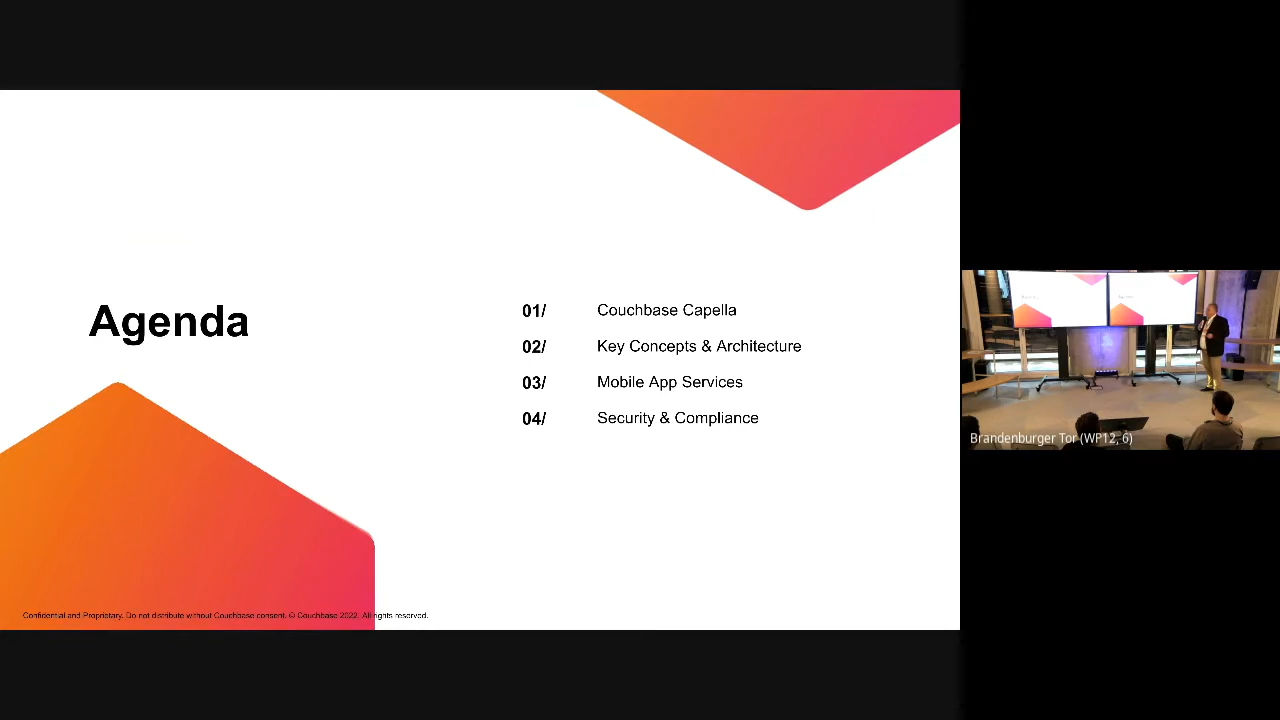 Agenda
01/ Couchbase Capella
02/ Key Concepts & Architecture
03/ Mobile App Services
04/ Security & Compliance
Confidential and Proprietary. Do not distribute without Couchbase consent. © Couchbase 2022. All rights reserved.
Brandenburger Tor (WP12, 6)